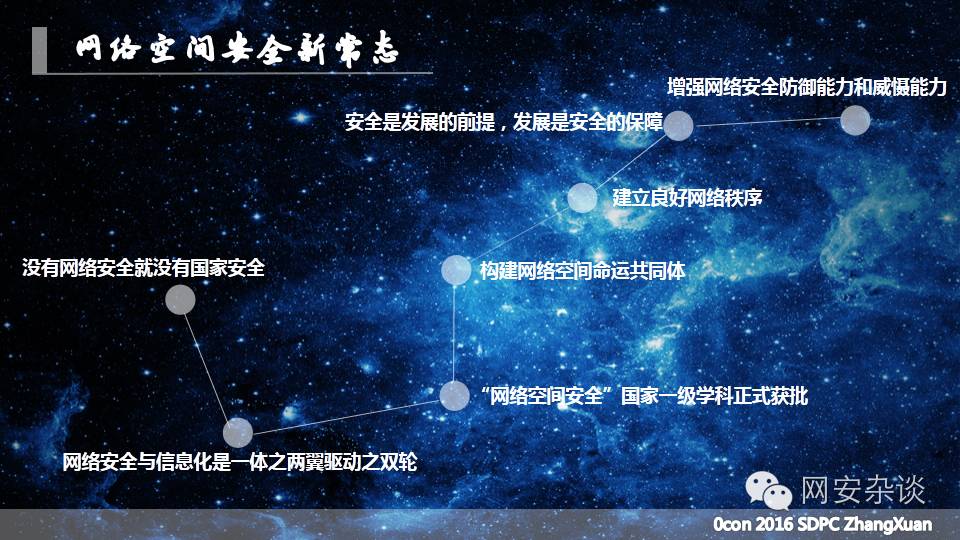 网络空间安全新常态
增强网络安全防御能力和威慑能力
安全是发展的前提，发展是安全的保障
建立良好网络秩序
没有网络安全就没有国家安全
构建网络空间命运共同体
“网络空间安全”国家一级学科正式获批
网络安全与信息化是一体之两翼驱动之双轮
网安杂谈
0con 2016 SDPC ZhangXuan